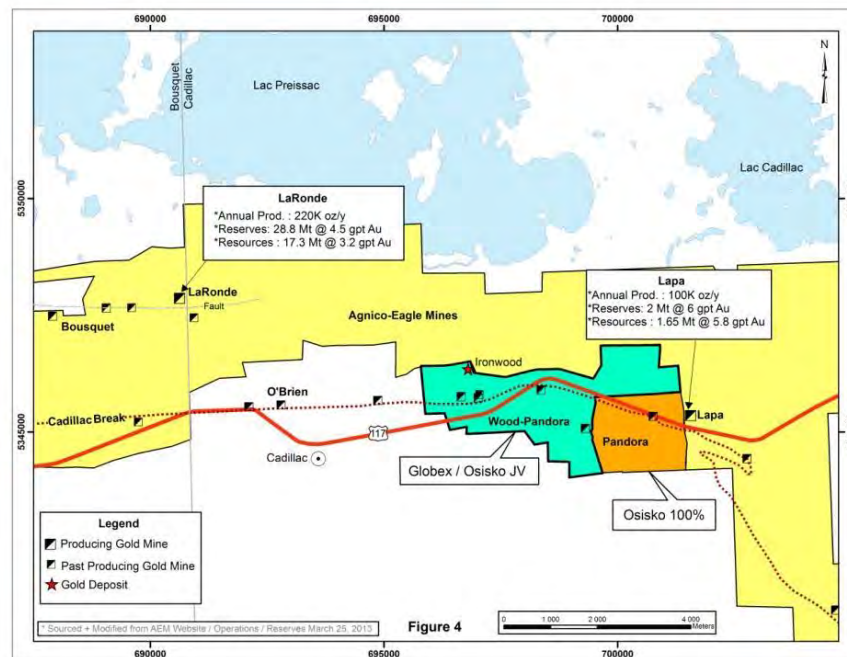 690000
695000
700000
N
Bousquet
Cadillac
Lac Preissac
Lac Cadillac
5350000
5350000
LaRonde
*Annual Prod. : 220K oz/y
*Reserves: 28.8 Mt @ 4.5 gpt Au
*Resources : 17.3 Mt @ 3.2 gpt Au
Lapa
*Annual Prod. : 100K oz/y
*Reserves: 2 Mt @ 6 gpt Au
*Resources : 1.65 Mt @ 5.8 gpt Au
LaRonde
Fault
Bousquet
Agnico-Eagle Mines
Ironwood
O'Brien
Cadillac Break
Wood-Pandora
Pandora
Lapa
5345000
5345000
117
Cadillac
Globex / Osisko JV
Osisko 100%
Legend
Producing Gold Mine
Past Producing Gold Mine
Gold Deposit
* Sourced + Modified from AEM Website / Operations / Reserves March 25, 2013
Figure 4
0 1 000 2 000 4 000
Meters
690000
695000
700000